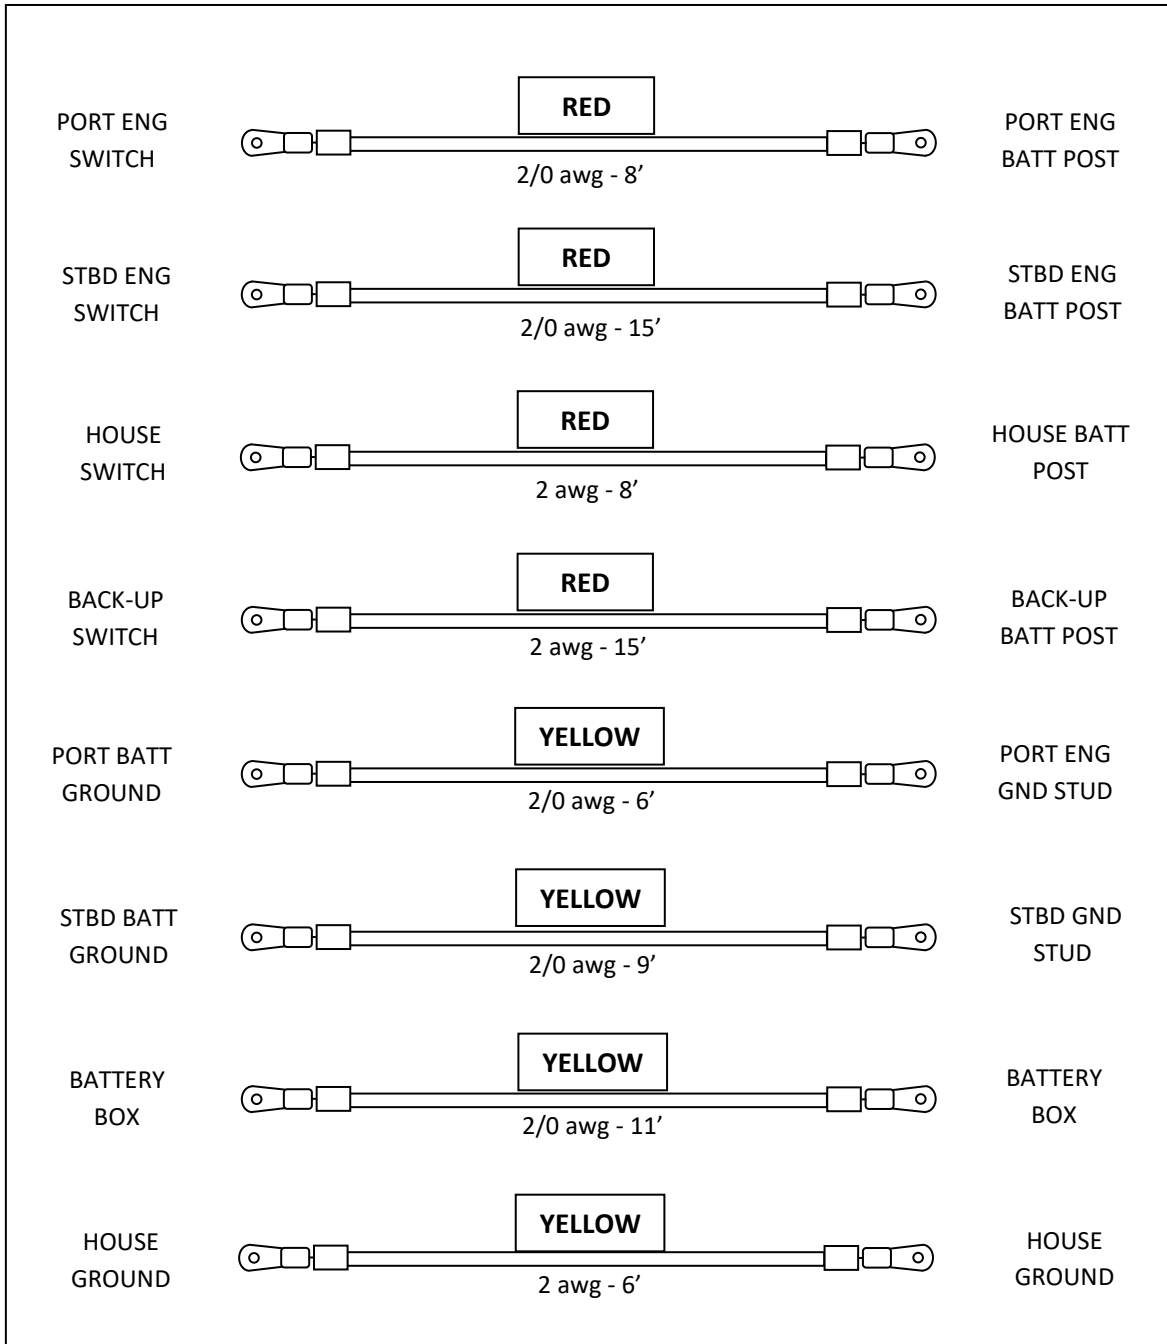 RED
PORT ENG
SWITCH
PORT ENG
BATT POST
2/0 awg - 8’
RED
STBD ENG
SWITCH
STBD ENG
BATT POST
2/0 awg - 15’
RED
HOUSE
SWITCH
HOUSE BATT
POST
2 awg - 8’
RED
BACK-UP
SWITCH
BACK-UP
BATT POST
2 awg - 15’
YELLOW
PORT BATT
GROUND
PORT ENG
GND STUD
2/0 awg - 6’
YELLOW
STBD BATT
GROUND
STBD GND
STUD
2/0 awg - 9’
YELLOW
BATTERY
BOX
BATTERY
BOX
2/0 awg - 11’
YELLOW
HOUSE
GROUND
HOUSE
GROUND
2 awg - 6’